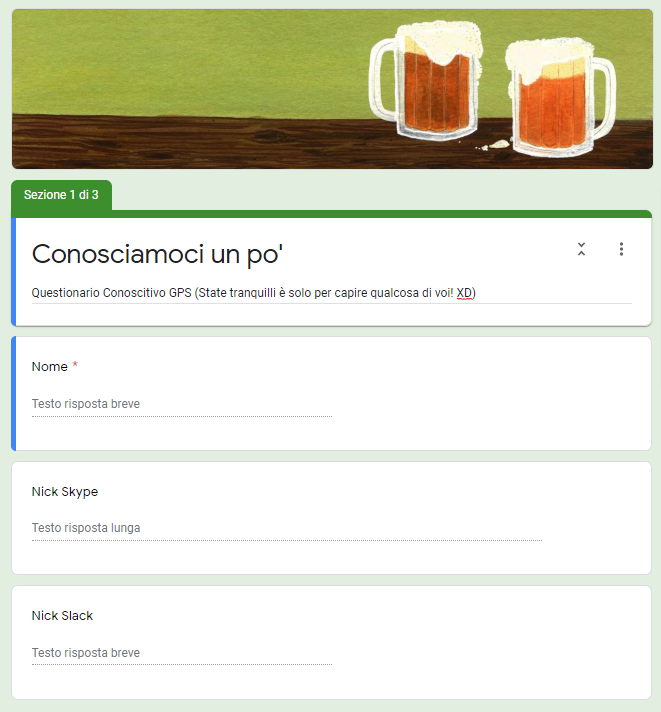 Sezione 1 di 3
Conosciamoci un po'
Questionario Conoscitivo GPS (State tranquilli è solo per capire qualcosa di voi! XD)
Nome *
Testo risposta breve
Nick Skype
Testo risposta lunga
Nick Slack
Testo risposta breve